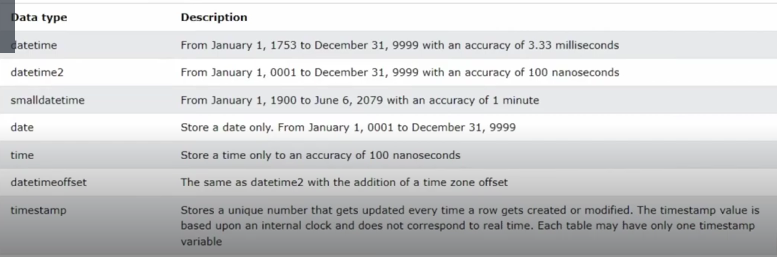 Data type Description
datetime From January 1, 1753 to December 31, 9999 with an accuracy of 3.33 milliseconds
datetime2 From January 1, 0001 to December 31, 9999 with an accuracy of 100 nanoseconds
smalldatetime From January 1, 1900 to June 6, 2079 with an accuracy of 1 minute
date Store a date only. From January 1, 0001 to December 31, 9999
time Store a time only to an accuracy of 100 nanoseconds
datetimeoffset The same as datetime2 with the addition of a time zone offset
timestamp Stores a unique number that gets updated every time a row gets created or modified. The timestamp value is
based upon an internal clock and does not correspond to real time. Each table may have only one timestamp
variable